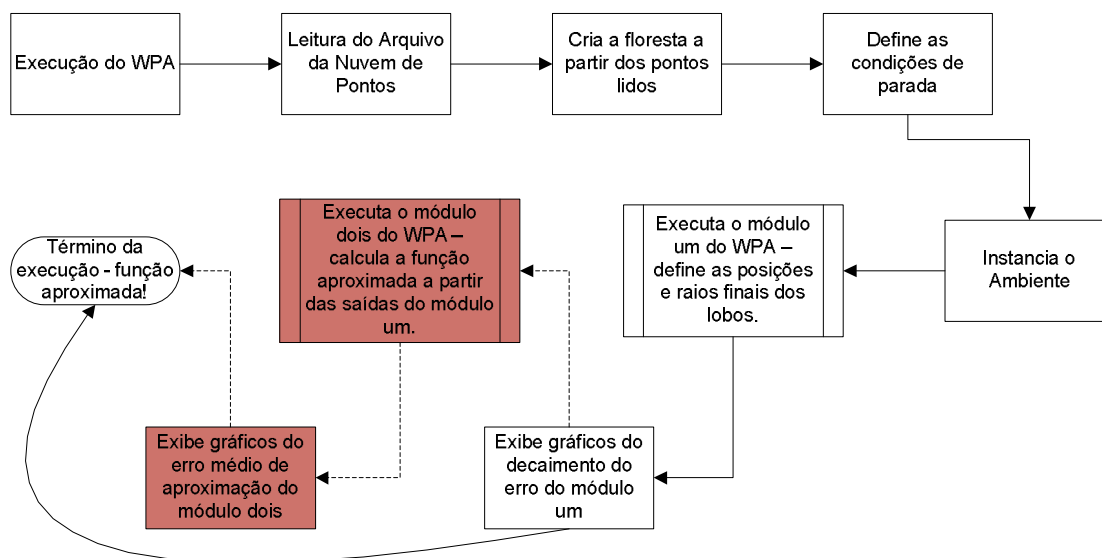 Execução do WPA
Leitura do Arquivo
da Nuvem de
Pontos
Cria a floresta a
partir dos pontos
lidos
Define as
condições de
parada
Instancia o
Ambiente
Executa o módulo
um do WPA –
define as posições
e raios finais dos
lobos.
Executa o módulo
dois do WPA –
calcula a função
aproximada a partir
das saídas do módulo
um.
Término da
execução - função
aproximada!
Exibe gráficos do
erro médio de
aproximação do
módulo dois
Exibe gráficos do
decaimento do
erro do módulo
um